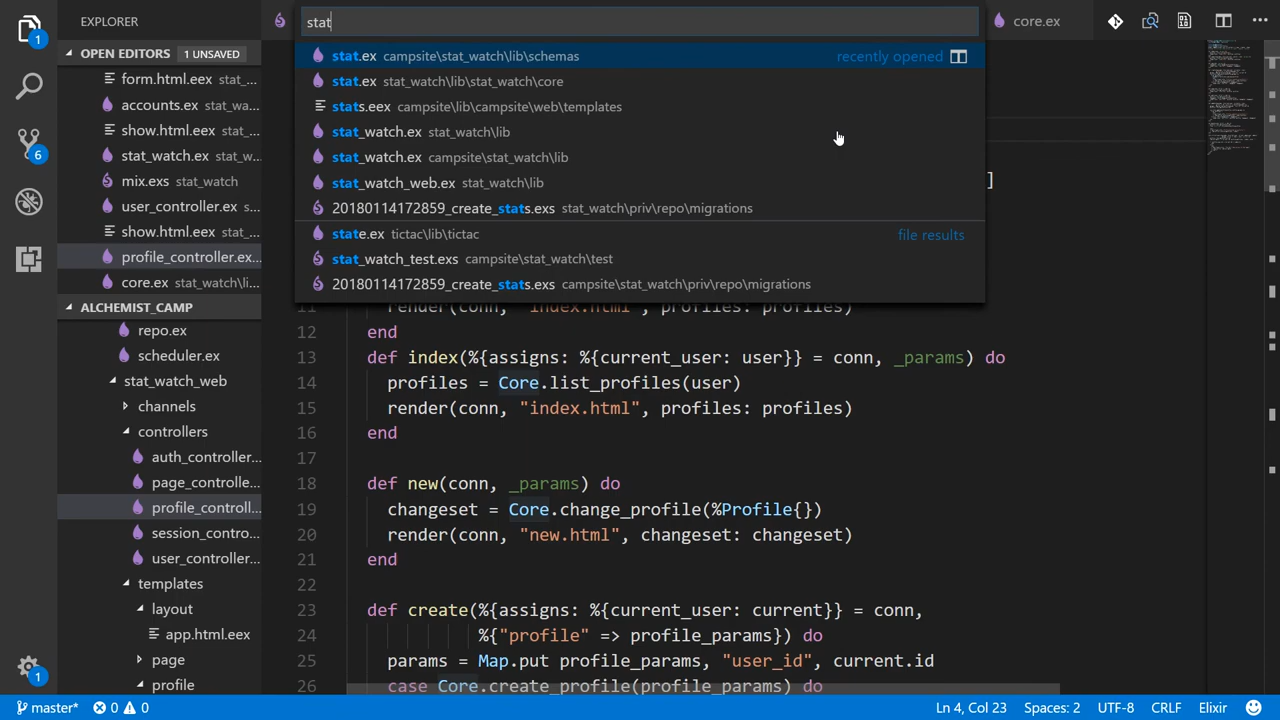 EXPLORER
OPEN EDITORS 1 UNSAVED
form.html.eex stat_...
accounts.ex stat_wa...
show.html.eex stat_...
stat_watch.ex stat_w...
mix.exs stat_watch
user_controller.ex stat_...
show.html.eex stat_...
profile_controller.ex...
core.ex stat_watch\li...
ALCHEMIST_CAMP
repo.ex
scheduler.ex
stat_watch_web
channels
controllers
auth_controller...
page_controlle...
profile_controll...
session_contro...
user_controller...
templates
layout
app.html.eex
page
profile
stat
stat.ex campsite\stat_watch\lib\schemas recently opened
stat.ex stat_watch\lib\stat_watch\core
stats.eex campsite\lib\campsite\web\templates
stat_watch.ex stat_watch\lib
stat_watch.ex campsite\stat_watch\lib
stat_watch_web.ex stat_watch\lib
20180114172859_create_stats.exs stat_watch\priv\repo\migrations
state.ex tictac\lib\tictac file results
stat_watch_test.exs campsite\stat_watch\test
20180114172859_create_stats.exs campsite\stat_watch\priv\repo\migrations
core.ex
]
11 render(conn, "index.html", profiles: profiles)
12 end
13 def index(%{assigns: %{current_user: user}} = conn, _params) do
14 profiles = Core.list_profiles(user)
15 render(conn, "index.html", profiles: profiles)
16 end
17
18 def new(conn, _params) do
19 changeset = Core.change_profile(%Profile{})
20 render(conn, "new.html", changeset: changeset)
21 end
22
23 def create(%{assigns: %{current_user: current}} = conn,
24 %{"profile" => profile_params}) do
25 params = Map.put profile_params, "user_id", current.id
26 case Core.create_profile(profile_params) do
1
6
1
master* 0 0 Ln 4, Col 23 Spaces: 2 UTF-8 CRLF Elixir